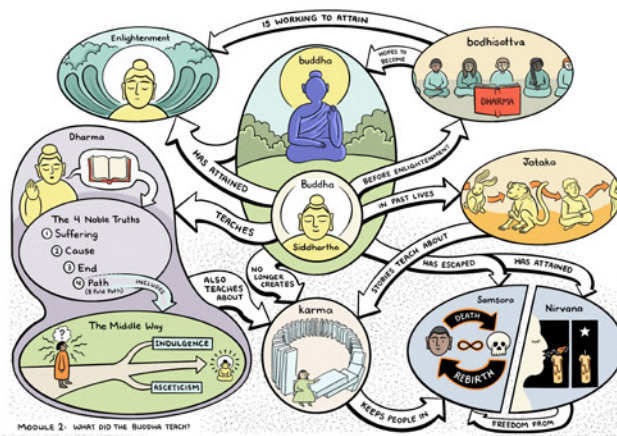 IS WORKING TO ATTAIN
Enlightenment
buddha
HOPES TO
BECOME
bodhisattva
DHARMA
Dharma
HAS ATTAINED
BEFORE ENLIGHTENMENT
Buddha
Siddhartha
IN PAST LIVES
Jataka
TEACHES
The 4 Noble Truths
1 Suffering
2 Cause
3 End
4 Path
(8 Fold Path)
INCLUDES
ALSO
TEACHES
ABOUT
NO
LONGER
CREATES
STORIES TEACH ABOUT
HAS ESCAPED
HAS ATTAINED
The Middle Way
INDULGENCE
ASCETICISM
karma
Samsara
DEATH
REBIRTH
Nirvana
KEEPS PEOPLE IN
FREEDOM FROM
MODULE 2: WHAT DID THE BUDDHA TEACH?